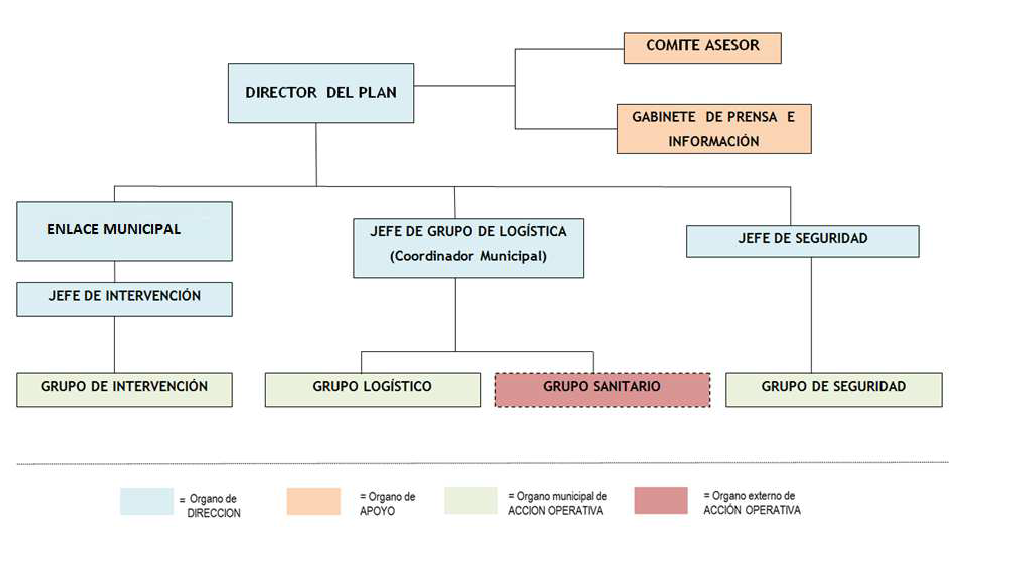 COMITE ASESOR
DIRECTOR DEL PLAN
GABINETE DE PRENSA E
INFORMACIÓN
ENLACE MUNICIPAL
JEFE DE GRUPO DE LOGÍSTICA
(Coordinador Municipal)
JEFE DE SEGURIDAD
JEFE DE INTERVENCIÓN
GRUPO DE INTERVENCIÓN
GRUPO LOGÍSTICO
GRUPO SANITARIO
GRUPO DE SEGURIDAD
= Organo de
DIRECCION
= Organo de
APOYO
= Organo municipal de
ACCION OPERATIVA
= Organo externo de
ACCIÓN OPERATIVA